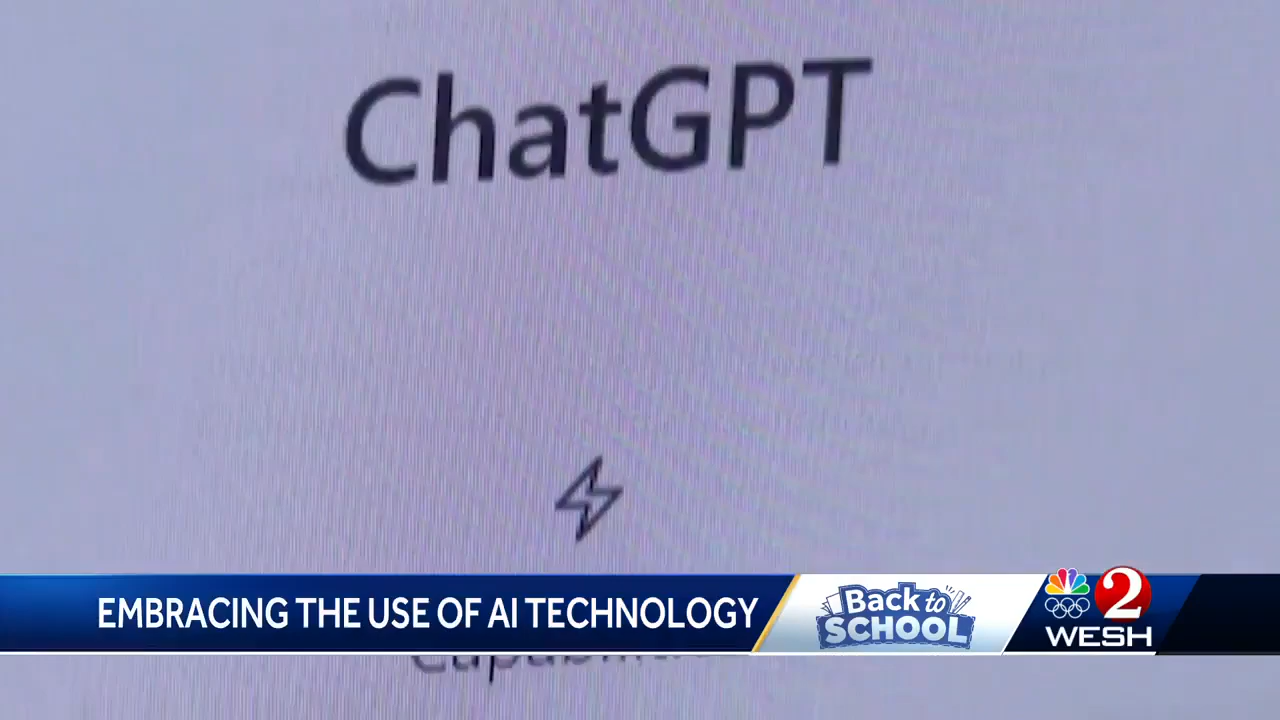 ChatGPT
EMBRACING THE USE OF AI TECHNOLOGY
Back to
SCHOOL
2
WESH